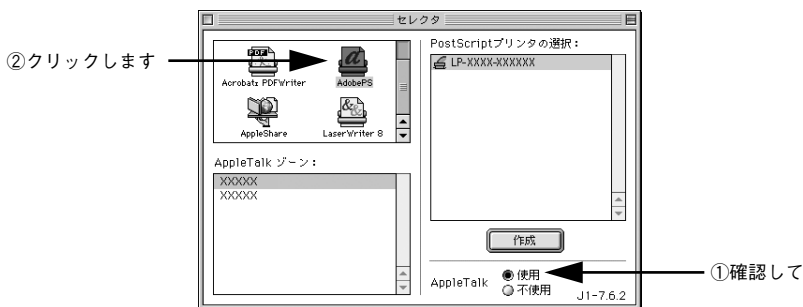 セレクタ
②クリックします
Acrobat™ PDFWriter
AdobePS
AppleShare
LaserWriter 8
AppleTalk ゾーン：
XXXXX
XXXXX
PostScriptプリンタの選択：
LP-XXXX-XXXXXX
作成
AppleTalk
使用
不使用
①確認して
J1-7.6.2